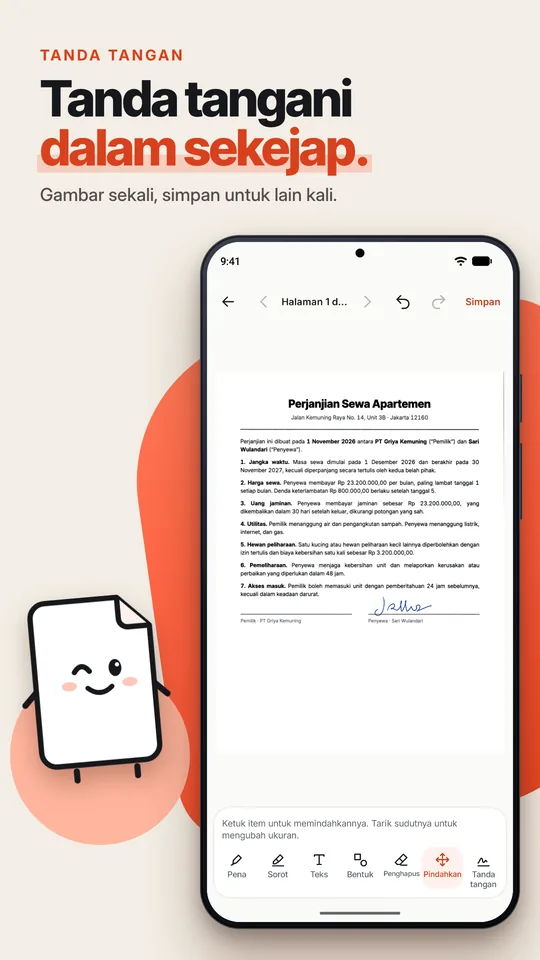 TANDA TANGAN
Tanda tangani
dalam sekejap.
Gambar sekali, simpan untuk lain kali.
9:41
Halaman 1 d...
Simpan
Perjanjian Sewa Apartemen
Jalan Kemuning Raya No. 14, Unit 3B · Jakarta 12160
Perjanjian ini dibuat pada 1 November 2026 antara PT Griya Kemuning ("Pemilik") dan Sari
Wulandari ("Penyewa").
1. Jangka waktu. Masa sewa dimulai pada 1 Desember 2026 dan berakhir pada 30
November 2027, kecuali diperpanjang secara tertulis oleh kedua belah pihak.
2. Harga sewa. Penyewa membayar Rp 23.200.000,00 per bulan, paling lambat tanggal 1
setiap bulan. Denda keterlambatan Rp 800.000,00 berlaku setelah tanggal 5.
3. Uang jaminan. Penyewa membayar jaminan sebesar Rp 23.200.000,00, yang
dikembalikan dalam 30 hari setelah keluar, dikurangi potongan yang sah.
4. Utilitas. Pemilik menanggung air dan pengangkutan sampah. Penyewa menanggung listrik,
internet, dan gas.
5. Hewan peliharaan. Satu kucing atau hewan peliharaan kecil lainnya diperbolehkan dengan
izin tertulis dan biaya kebersihan satu kali sebesar Rp 3.200.000,00.
6. Pemeliharaan. Penyewa menjaga kebersihan unit dan melaporkan kerusakan atau
perbaikan yang diperlukan dalam 48 jam.
7. Akses masuk. Pemilik boleh memasuki unit dengan pemberitahuan 24 jam sebelumnya,
kecuali dalam keadaan darurat.
Pemilik · PT Griya Kemuning
Penyewa · Sari Wulandari
Ketuk item untuk memindahkannya. Tarik sudutnya untuk
mengubah ukuran.
Pena
Sorot
Teks
Bentuk
Penghapus
Pindahkan
Tanda
tangan